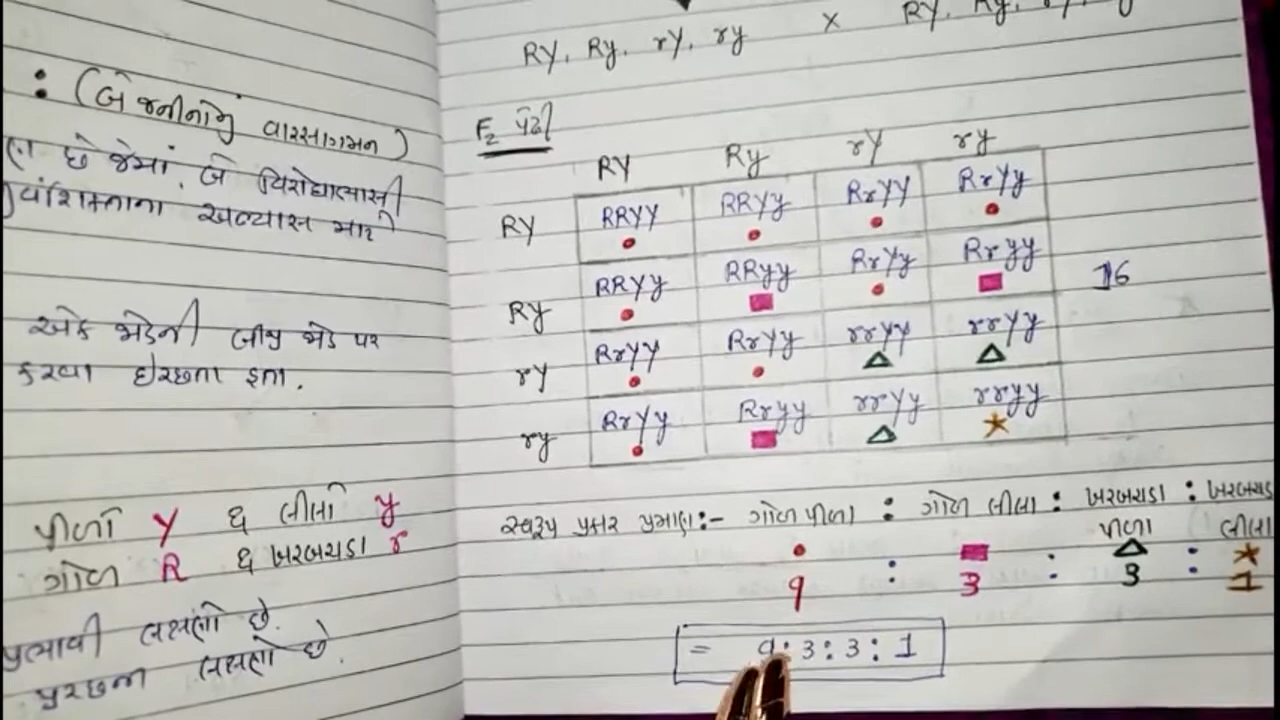 : (બે જનીનોનું વારસાગમન)
છે જેમાં બે વિરોધાભાસી
અભ્યાસ માટે
એક જોડેની બીજી જોડ પર
કરવા ઈચ્છતા હતા.
પીળો Y છે લીલો y
ગોળ R છે ખરબચડા r
પ્રભાવી લક્ષણો છે.
પ્રચ્છન્ન લક્ષણો છે.
RY, Ry, rY, ry × RY, Ry,
F₂ પેઢી
RY Ry rY ry
RY RRYY RRYy RrYY RrYy
Ry RRYy RRyy RrYy Rryy 16
rY RrYY RrYy rrYY rrYy
ry RrYy Rryy rrYy rryy
સ્વરૂપ પ્રકાર પ્રમાણ:- ગોળ પીળા : ગોળ લીલા : ખરબચડા : ખરબચડા
પીળા લીલા
9 : 3 : 3 : 1
= 9:3:3:1